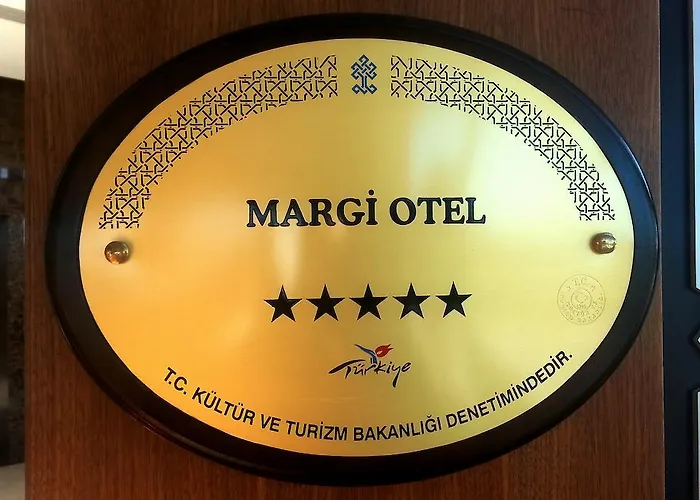 MARGİ OTEL
Türkiye
T.C. KÜLTÜR VE TURİZM BAKANLIĞI DENETİMİNDEDİR.